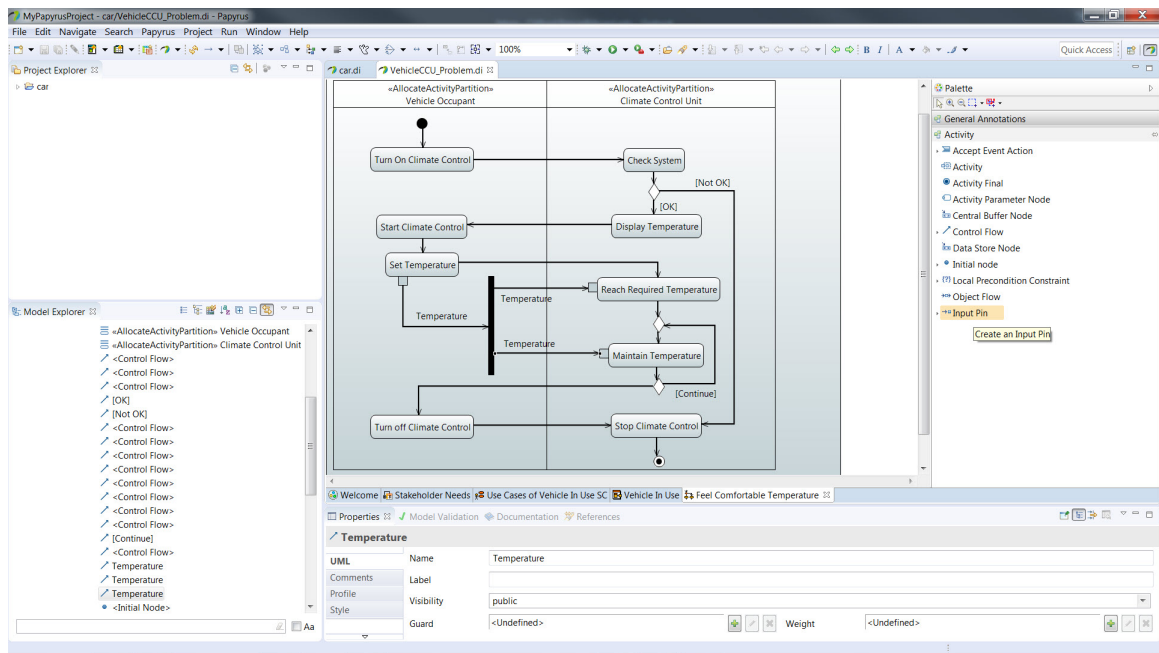 MyPapyrusProject - car/VehicleCCU_Problem.di - Papyrus
File Edit Navigate Search Papyrus Project Run Window Help
100%
B I A
Quick Access
Project Explorer
car
car.di
VehicleCCU_Problem.di
«AllocateActivityPartition»
Vehicle Occupant
«AllocateActivityPartition»
Climate Control Unit
Turn On Climate Control
Check System
[Not OK]
[OK]
Start Climate Control
Display Temperature
Set Temperature
Reach Required Temperature
Temperature
Temperature
Temperature
Maintain Temperature
[Continue]
Turn off Climate Control
Stop Climate Control
Palette
General Annotations
Activity
Accept Event Action
Activity
Activity Final
Activity Parameter Node
Central Buffer Node
Control Flow
Data Store Node
Initial node
Local Precondition Constraint
Object Flow
Input Pin
Create an Input Pin
Model Explorer
«AllocateActivityPartition» Vehicle Occupant
«AllocateActivityPartition» Climate Control Unit
<Control Flow>
<Control Flow>
<Control Flow>
[OK]
[Not OK]
<Control Flow>
<Control Flow>
<Control Flow>
<Control Flow>
<Control Flow>
<Control Flow>
<Control Flow>
<Control Flow>
[Continue]
<Control Flow>
Temperature
Temperature
Temperature
<Initial Node>
Aa
Welcome
Stakeholder Needs
Use Cases of Vehicle In Use SC
Vehicle In Use
Feel Comfortable Temperature
Properties
Model Validation
Documentation
References
Temperature
UML
Comments
Profile
Style
Name Temperature
Label
Visibility public
Guard <Undefined>
Weight <Undefined>